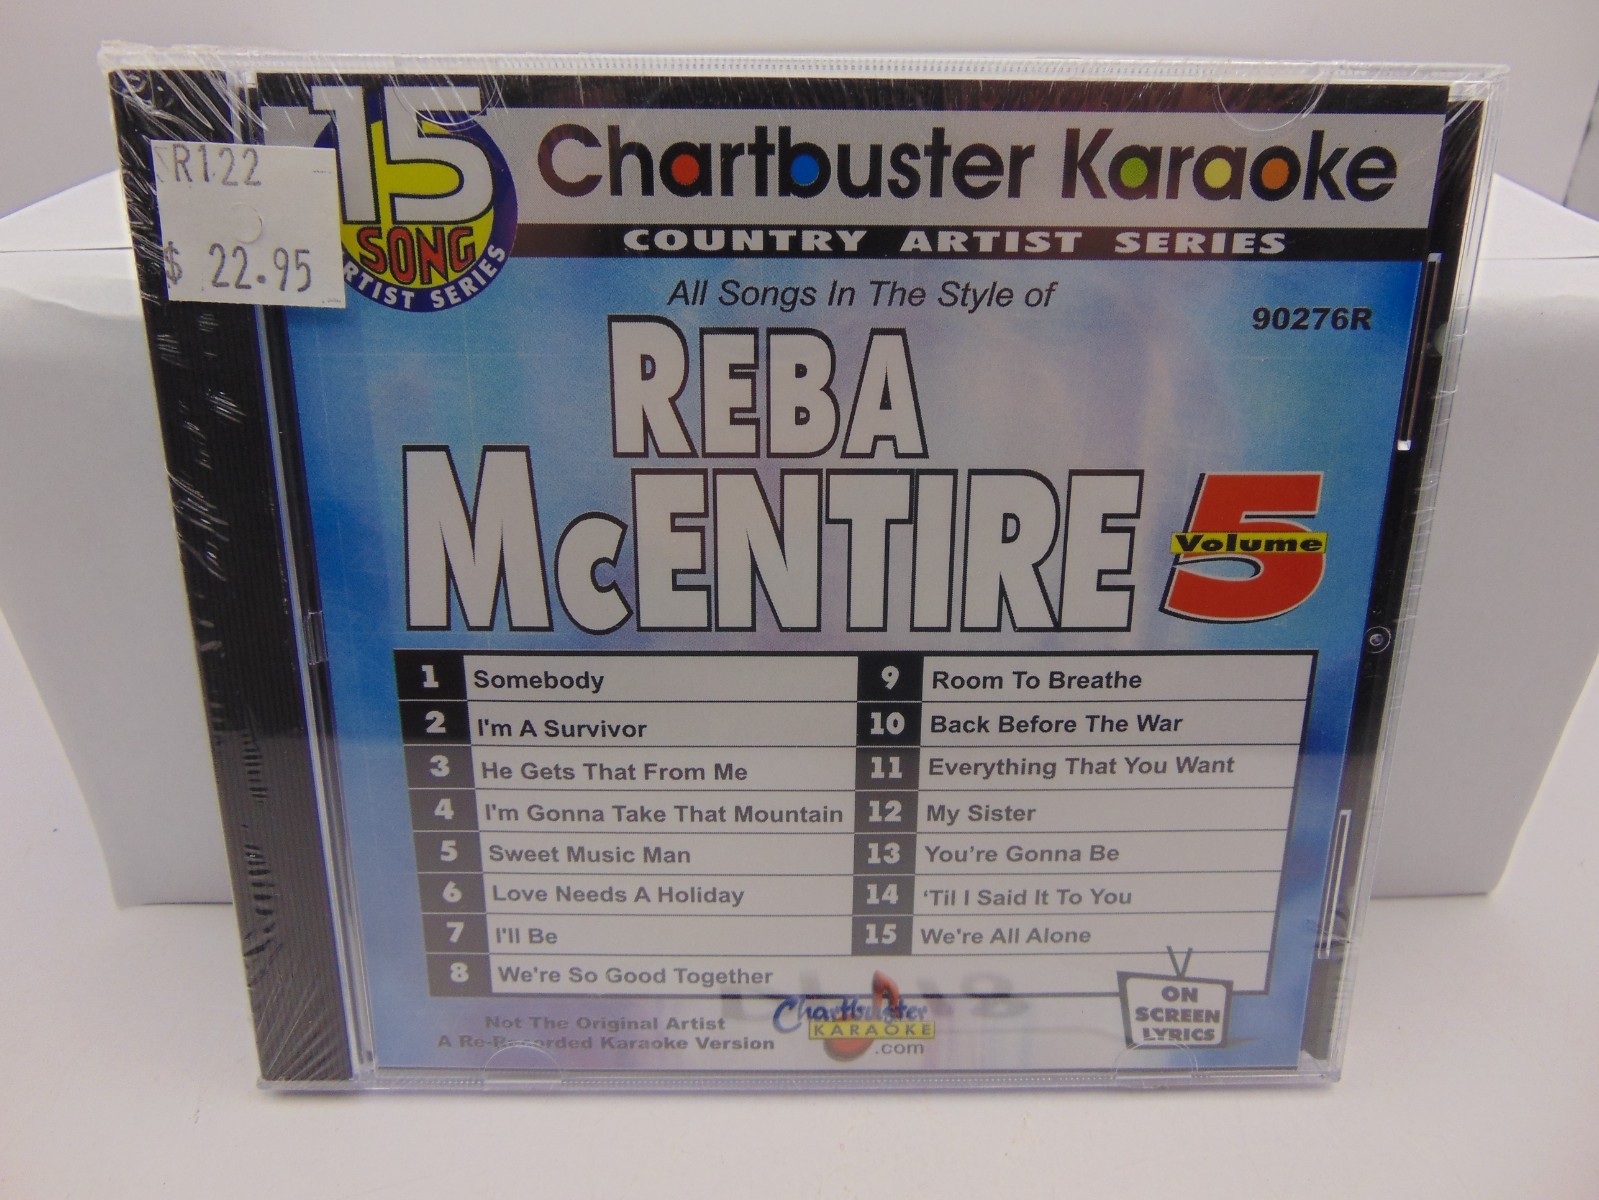 R122
$ 22.95
15
SONG
ARTIST SERIES
Chartbuster Karaoke
COUNTRY ARTIST SERIES
All Songs In The Style of
90276R
REBA
McENTIRE
Volume 5
1 Somebody
2 I'm A Survivor
3 He Gets That From Me
4 I'm Gonna Take That Mountain
5 Sweet Music Man
6 Love Needs A Holiday
7 I'll Be
8 We're So Good Together
9 Room To Breathe
10 Back Before The War
11 Everything That You Want
12 My Sister
13 You're Gonna Be
14 'Til I Said It To You
15 We're All Alone
Not The Original Artist
A Re-Recorded Karaoke Version
Chartbuster
KARAOKE
.com
ON
SCREEN
LYRICS